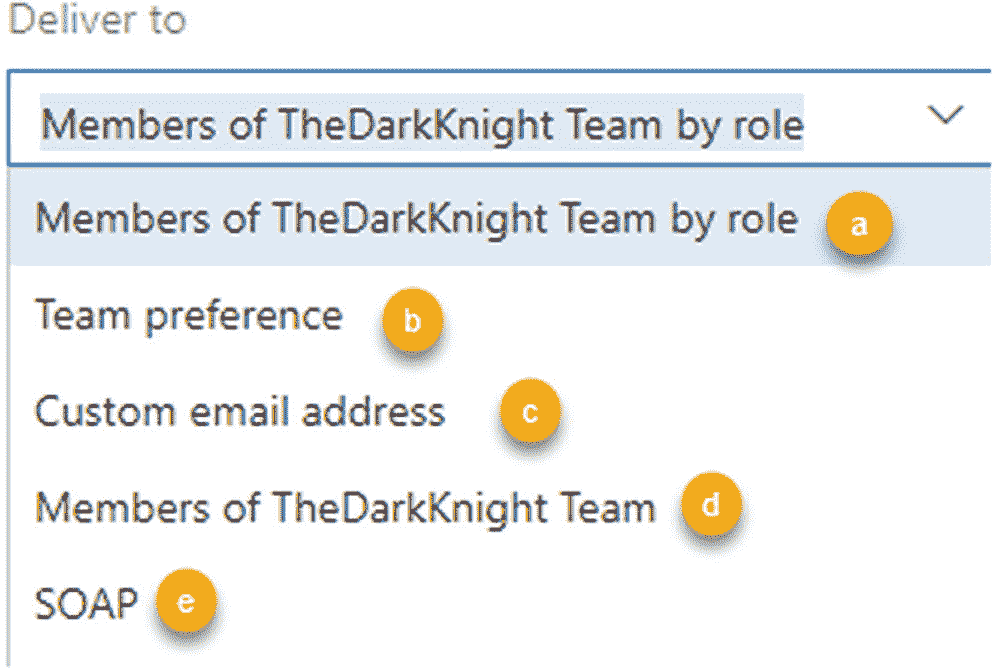 Deliver to
Members of TheDarkKnight Team by role
Members of TheDarkKnight Team by role a
Team preference b
Custom email address c
Members of TheDarkKnight Team d
SOAP e